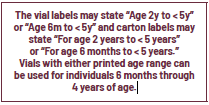 The vial labels may state “Age 2y to < 5y”
or “Age 6m to < 5y” and carton labels may
state “For age 2 years to < 5 years”
or “For age 6 months to < 5 years.”
Vials with either printed age range can
be used for individuals 6 months through
4 years of age.